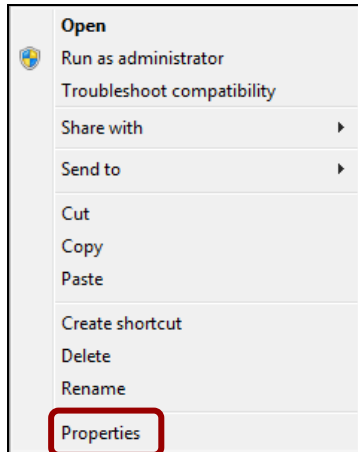 Open
Run as administrator
Troubleshoot compatibility
Share with
Send to
Cut
Copy
Paste
Create shortcut
Delete
Rename
Properties